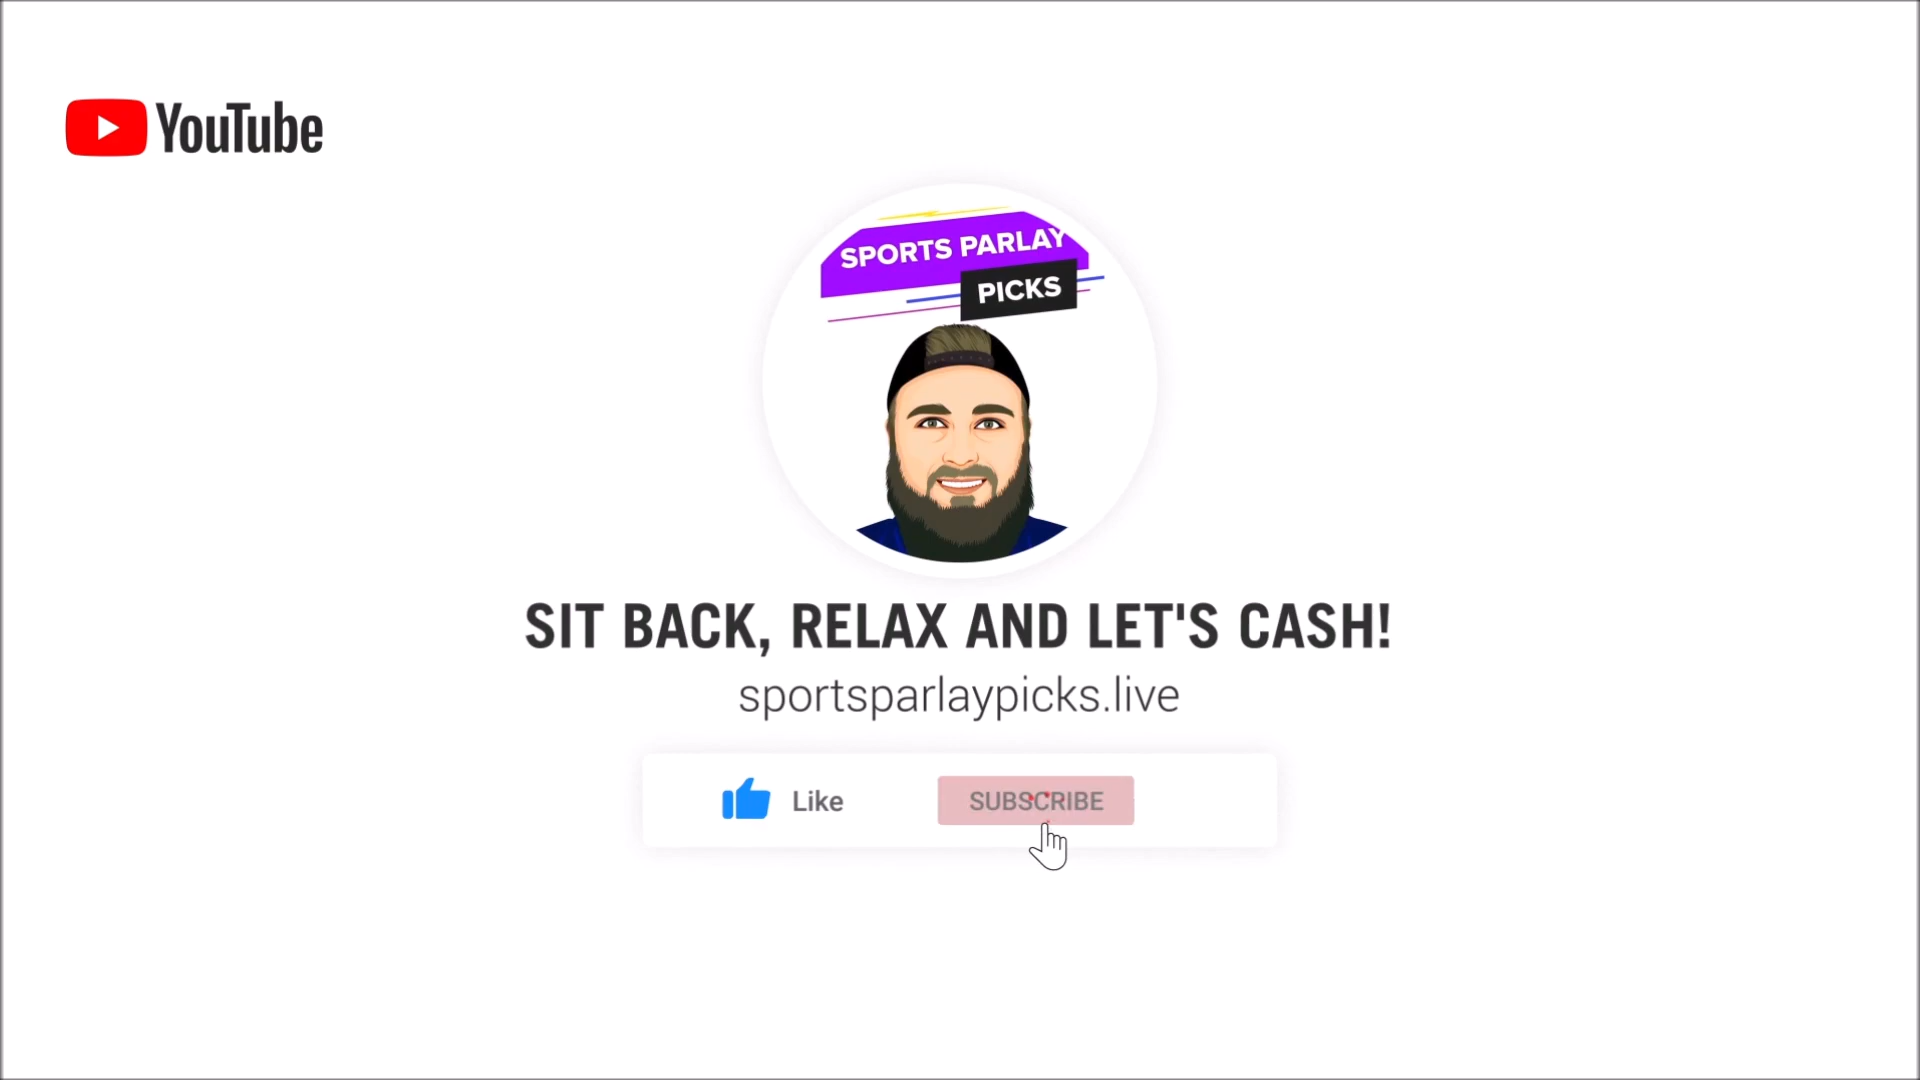 YouTube
SPORTS PARLAY
PICKS
SIT BACK, RELAX AND LET'S CASH!
sportsparlaypicks.live
Like
SUBSCRIBE